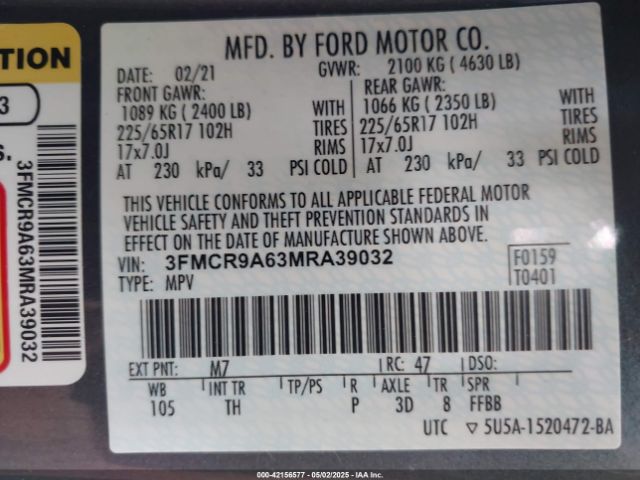 TION
3
S.
3FMCR9A63MRA39032
MFD. BY FORD MOTOR CO.
DATE: 02/21 GVWR: 2100 KG ( 4630 LB)
FRONT GAWR: REAR GAWR:
1089 KG ( 2400 LB) WITH 1066 KG ( 2350 LB) WITH
225/65R17 102H TIRES 225/65R17 102H TIRES
17x7.0J RIMS 17x7.0J RIMS
AT 230 kPa/ 33 PSI COLD AT 230 kPa/ 33 PSI COLD
THIS VEHICLE CONFORMS TO ALL APPLICABLE FEDERAL MOTOR
VEHICLE SAFETY AND THEFT PREVENTION STANDARDS IN
EFFECT ON THE DATE OF MANUFACTURE SHOWN ABOVE.
VIN: 3FMCR9A63MRA39032 F0159
TYPE: MPV T0401
EXT PNT: M7 RC: 47 DSO:
WB INT TR TP/PS R AXLE TR SPR
105 TH P 3D 8 FFBB
UTC ▽ 5U5A-1520472-BA
000-42156577 - 05/02/2025 - IAA Inc.